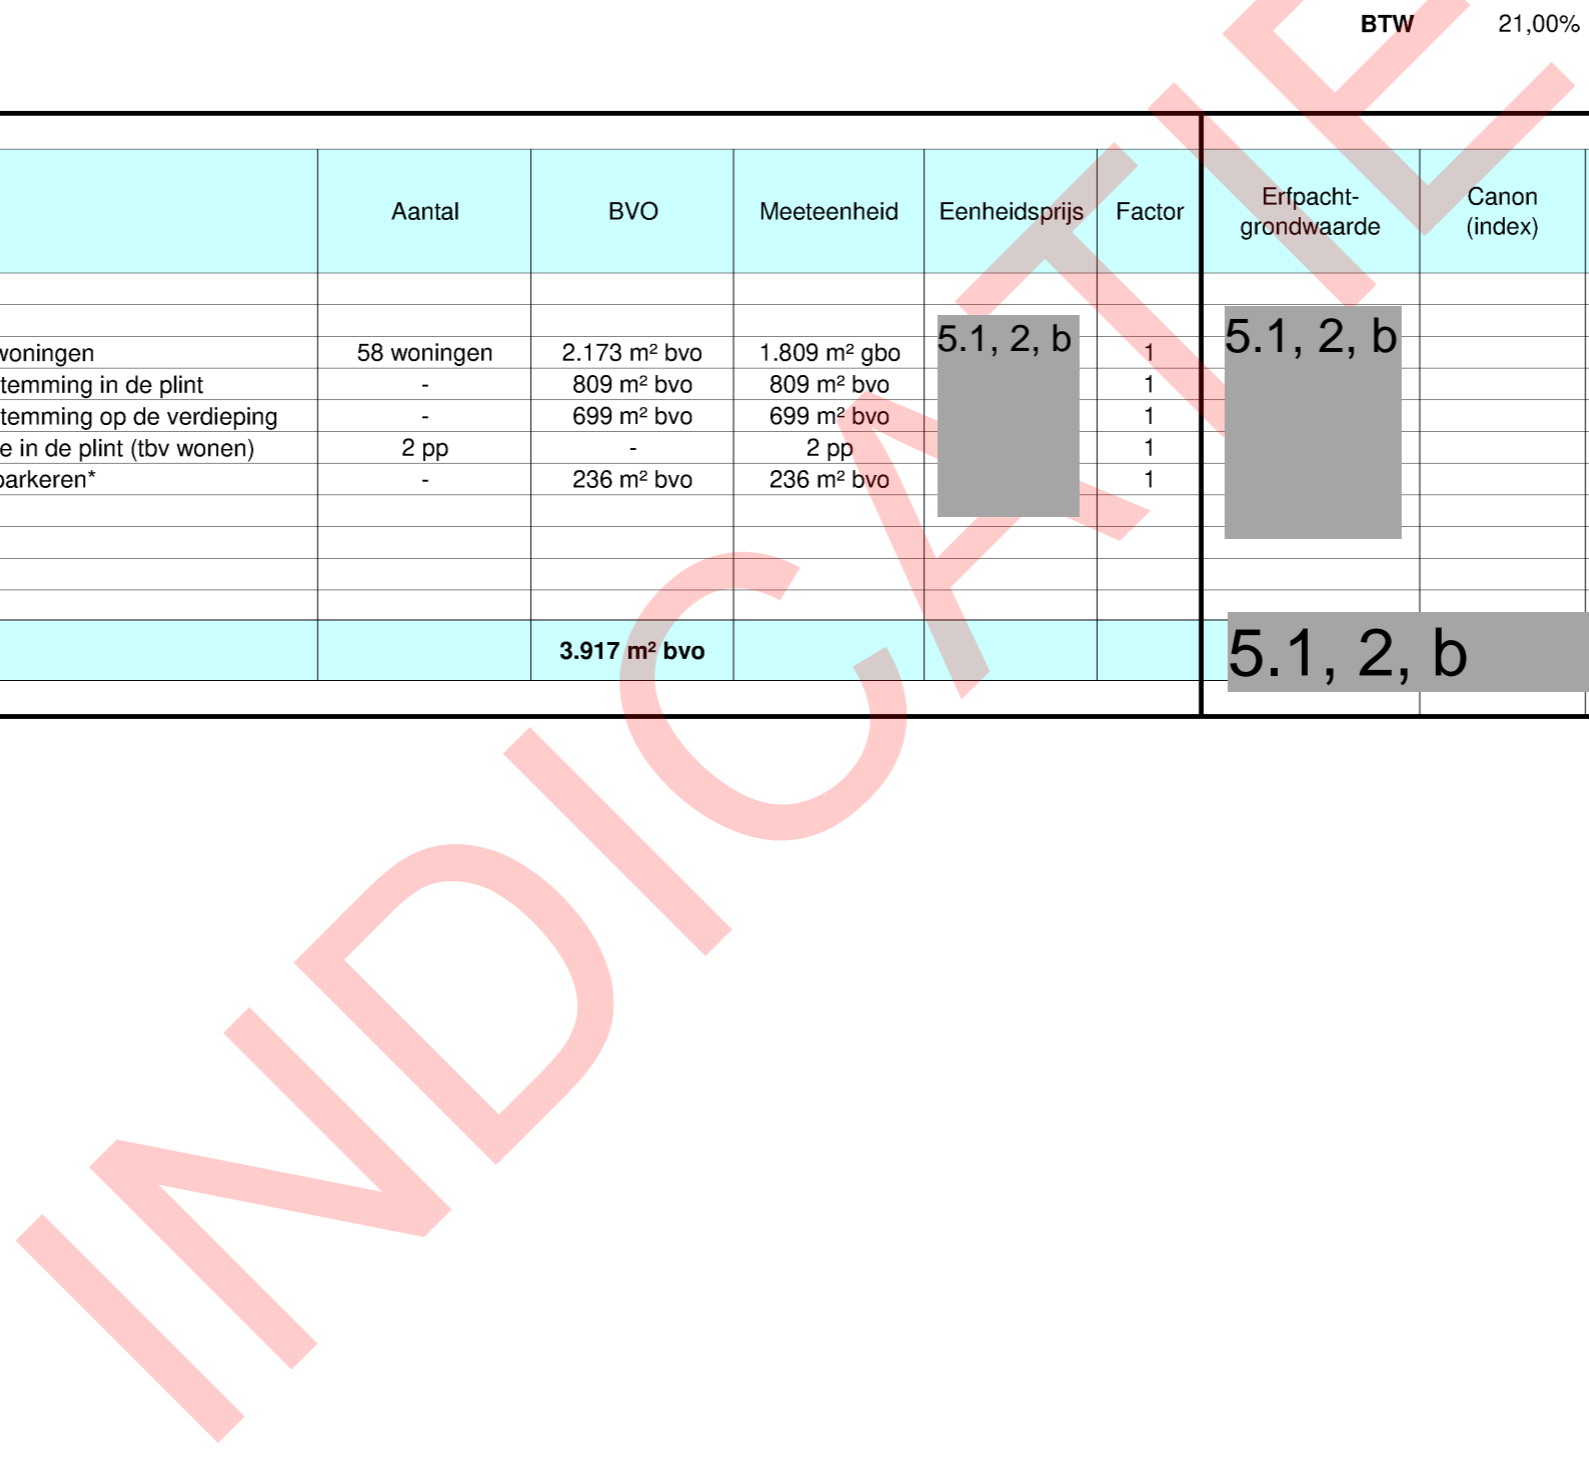 BTW 21,00%
Aantal BVO Meeteenheid Eenheidsprijs Factor Erfpacht-
grondwaarde Canon
(index)
woningen 58 woningen 2.173 m² bvo 1.809 m² gbo 5.1, 2, b 1 5.1, 2, b
temming in de plint - 809 m² bvo 809 m² bvo 1
temming op de verdieping - 699 m² bvo 699 m² bvo 1
e in de plint (tbv wonen) 2 pp - 2 pp 1
parkeren* - 236 m² bvo 236 m² bvo 1
3.917 m² bvo 5.1, 2, b
INDICATIE